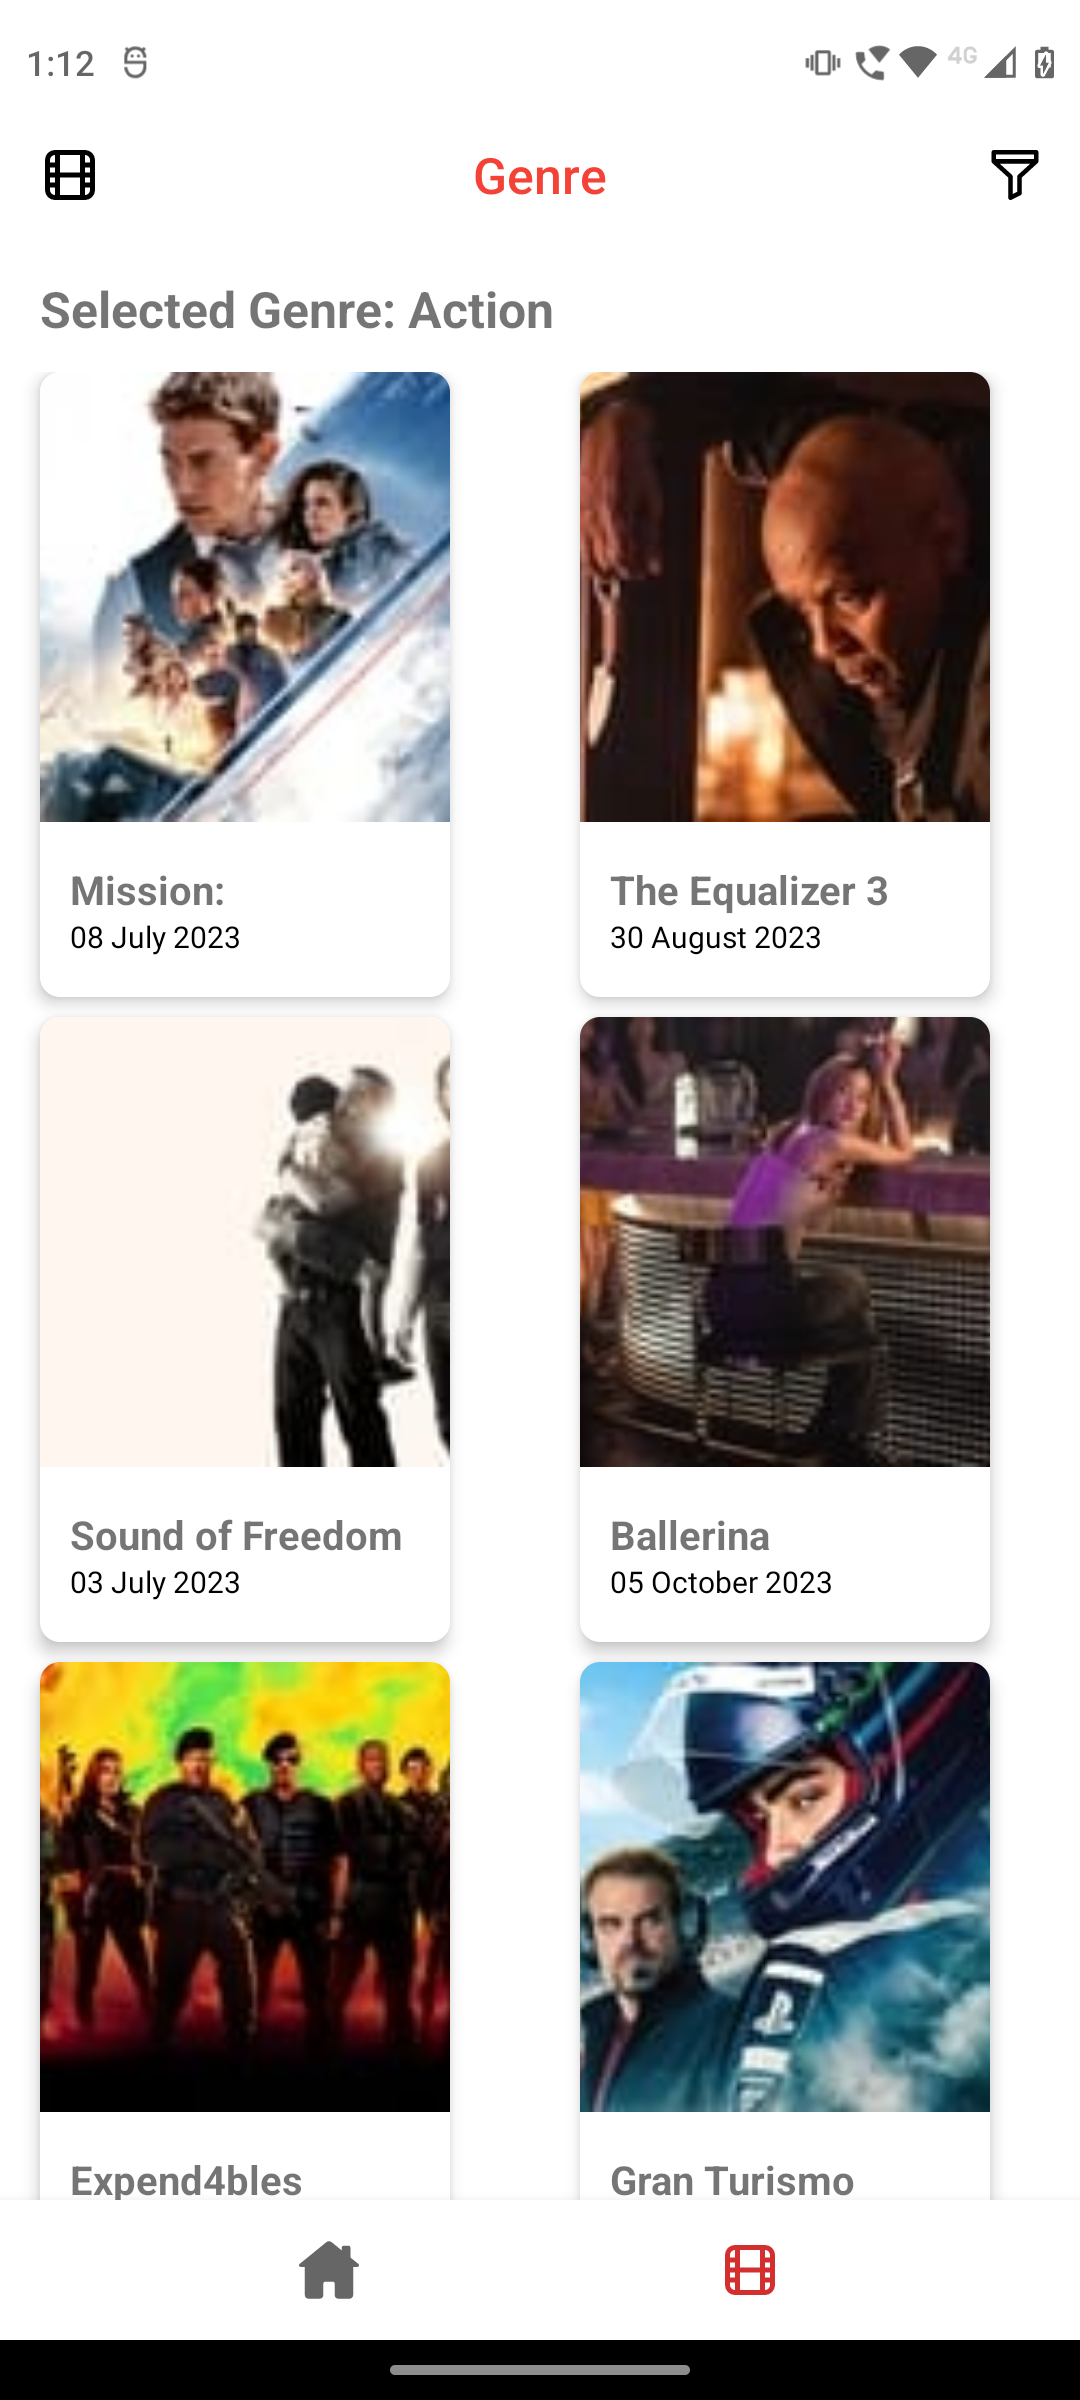 1:12
4G
Genre
Selected Genre: Action
Mission:
08 July 2023
The Equalizer 3
30 August 2023
Sound of Freedom
03 July 2023
Ballerina
05 October 2023
Expend4bles
Gran Turismo